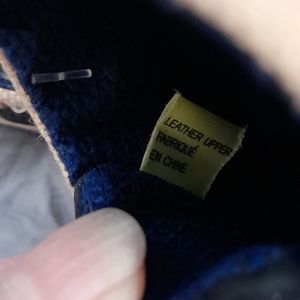 LEATHER UPPER
FABRIQUÉ
EN CHINE